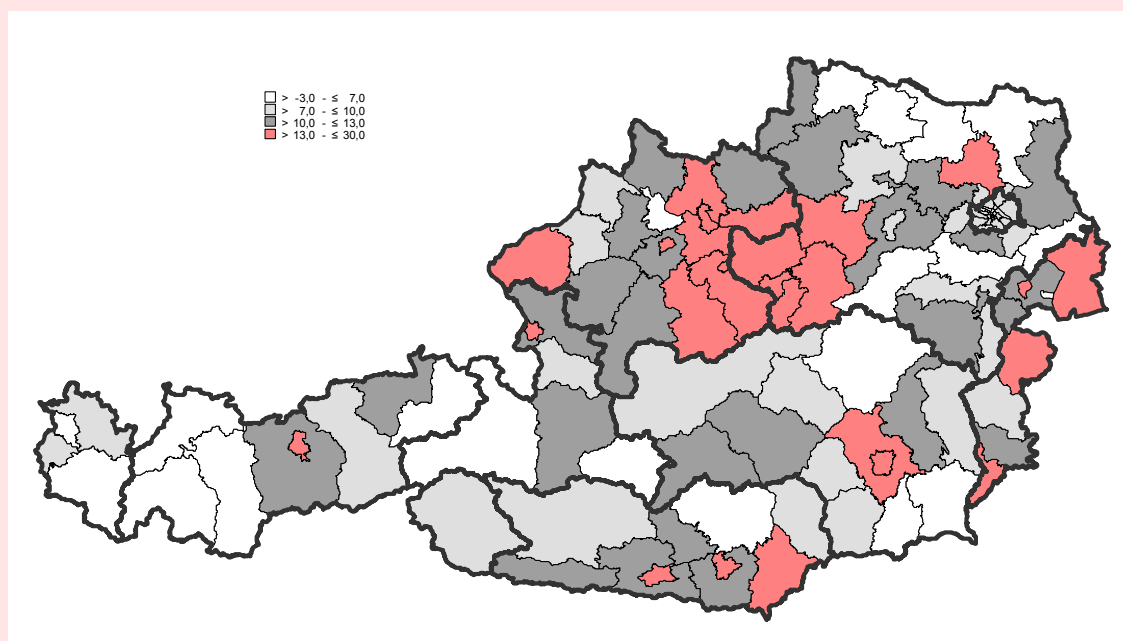 > -3,0 - ≤ 7,0
> 7,0 - ≤ 10,0
> 10,0 - ≤ 13,0
> 13,0 - ≤ 30,0